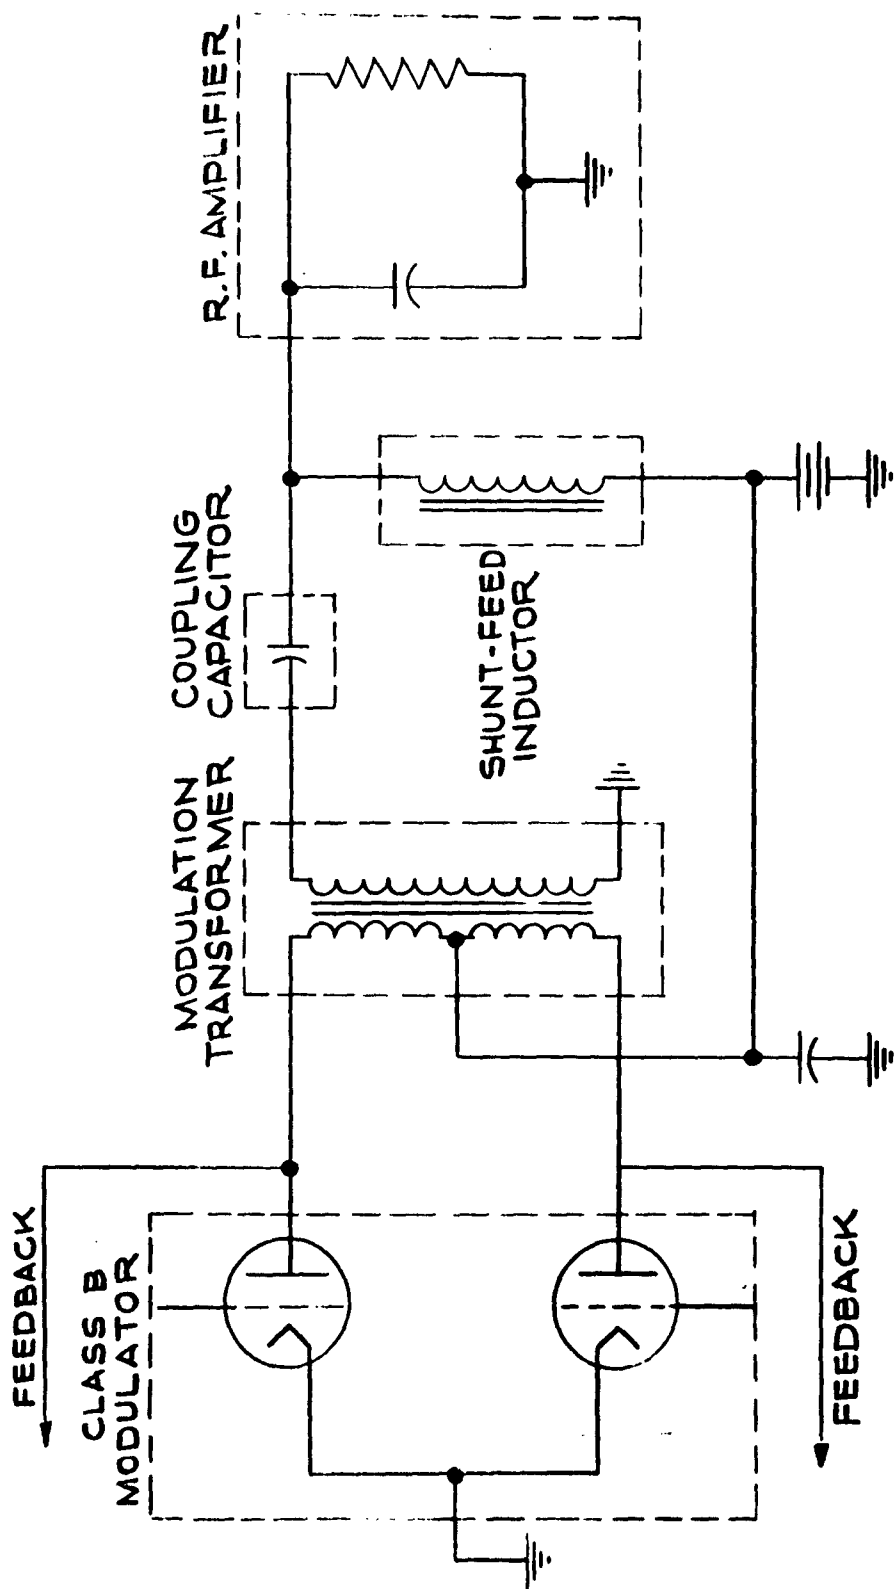 FEEDBACK
CLASS B
MODULATOR
FEEDBACK
MODULATION
TRANSFORMER
COUPLING
CAPACITOR
SHUNT-FEED
INDUCTOR
R.F. AMPLIFIER